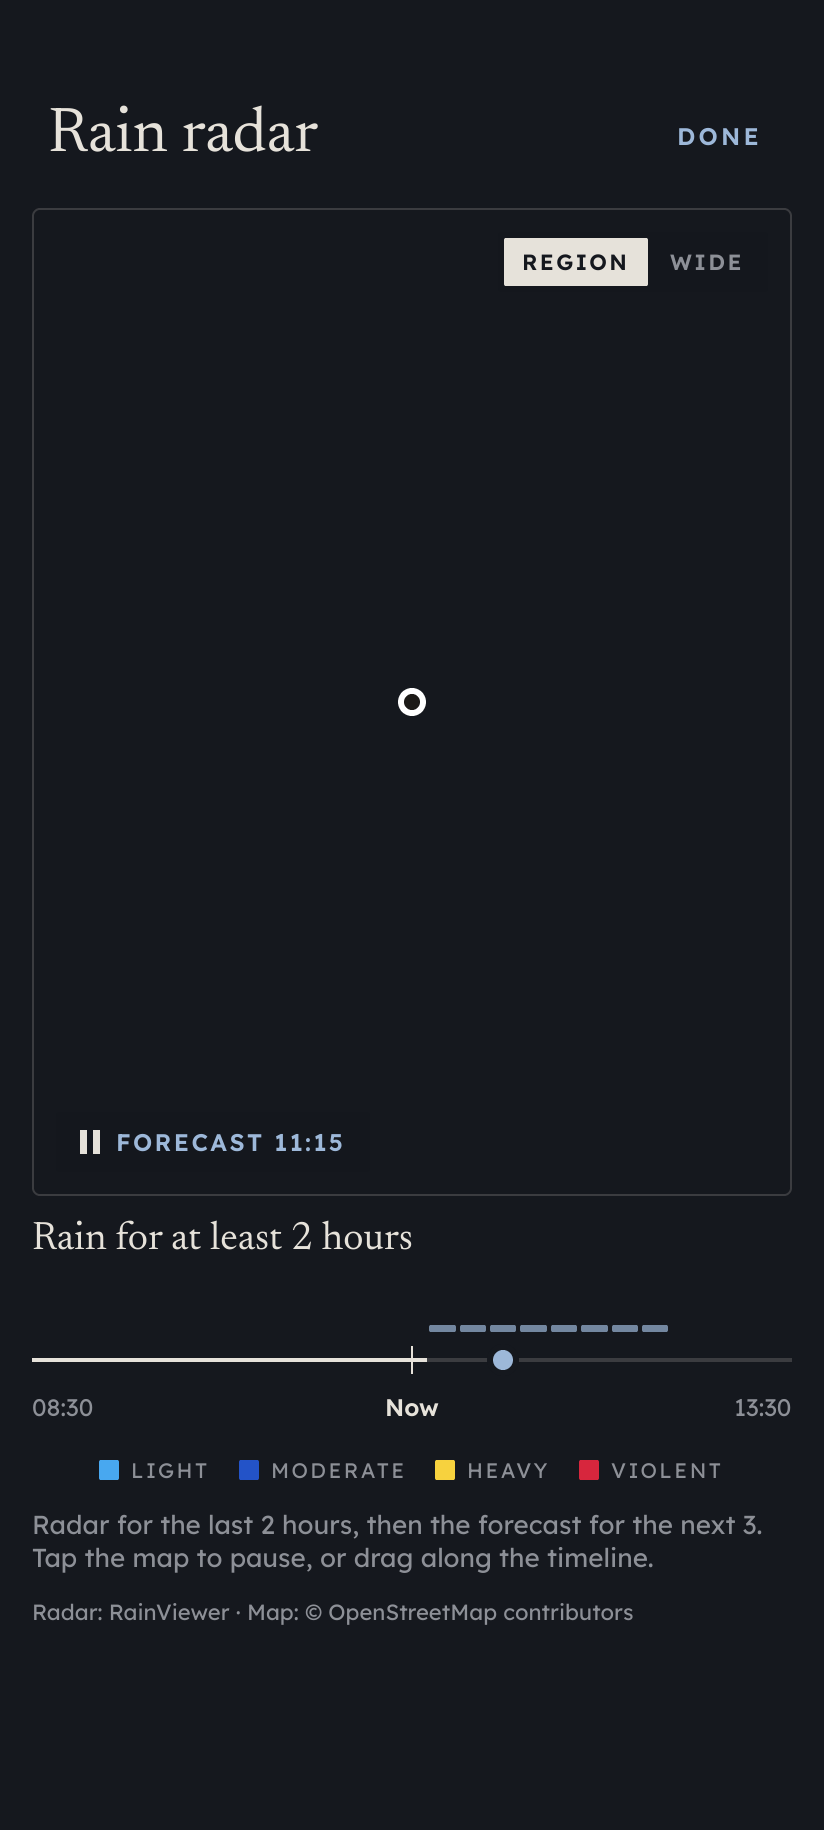 Rain radar
DONE
REGION
WIDE
FORECAST 11:15
Rain for at least 2 hours
08:30
Now
13:30
LIGHT
MODERATE
HEAVY
VIOLENT
Radar for the last 2 hours, then the forecast for the next 3.
Tap the map to pause, or drag along the timeline.
Radar: RainViewer · Map: © OpenStreetMap contributors